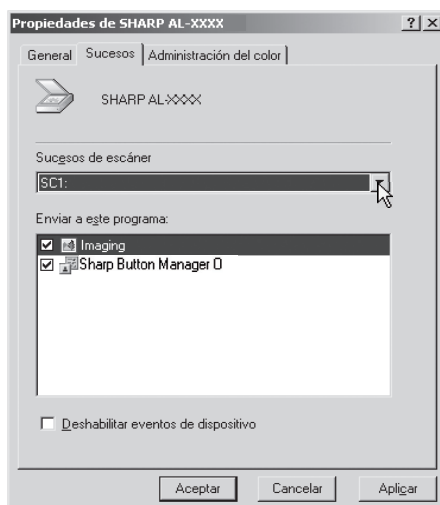 Propiedades de SHARP AL-XXXX
General Sucesos Administración del color
SHARP AL-XXXX
Sucesos de escáner
SC1:
Enviar a este programa:
Imaging
Sharp Button Manager O
Deshabilitar eventos de dispositivo
Aceptar Cancelar Aplicar